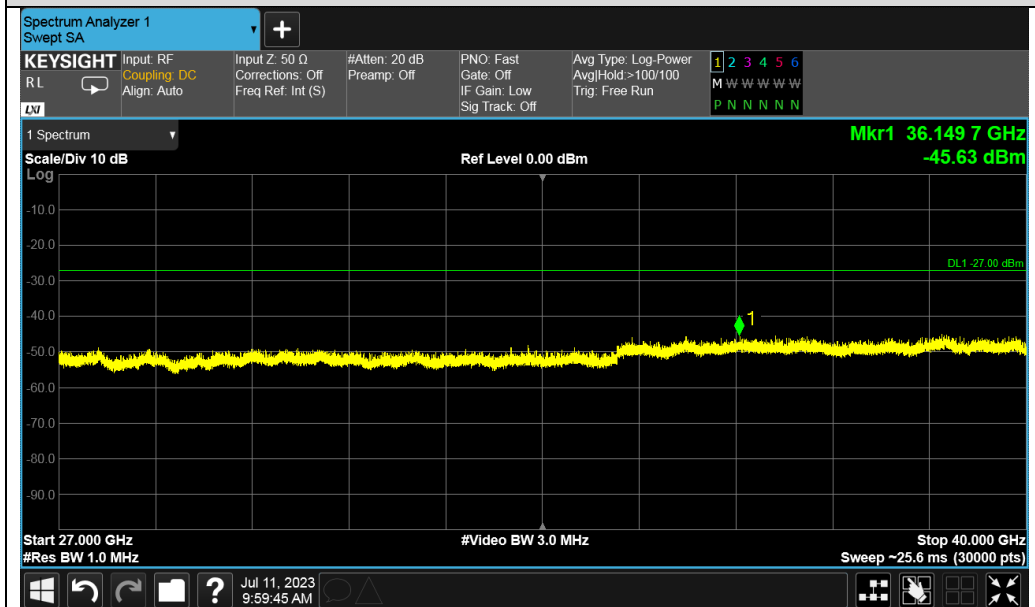 Spectrum Analyzer 1
Swept SA
+
KEYSIGHT
RL
LXI
Input: RF
Coupling: DC
Align: Auto
Input Z: 50 Ω
Corrections: Off
Freq Ref: Int (S)
#Atten: 20 dB
Preamp: Off
PNO: Fast
Gate: Off
IF Gain: Low
Sig Track: Off
Avg Type: Log-Power
Avg|Hold:>100/100
Trig: Free Run
1 2 3 4 5 6
M W W W W W
P N N N N N
1 Spectrum
Mkr1 36.149 7 GHz
-45.63 dBm
Scale/Div 10 dB
Ref Level 0.00 dBm
Log
-10.0
-20.0
DL1 -27.00 dBm
-30.0
-40.0
1
-50.0
-60.0
-70.0
-80.0
-90.0
Start 27.000 GHz
#Video BW 3.0 MHz
Stop 40.000 GHz
#Res BW 1.0 MHz
Sweep ~25.6 ms (30000 pts)
?
Jul 11, 2023
9:59:45 AM